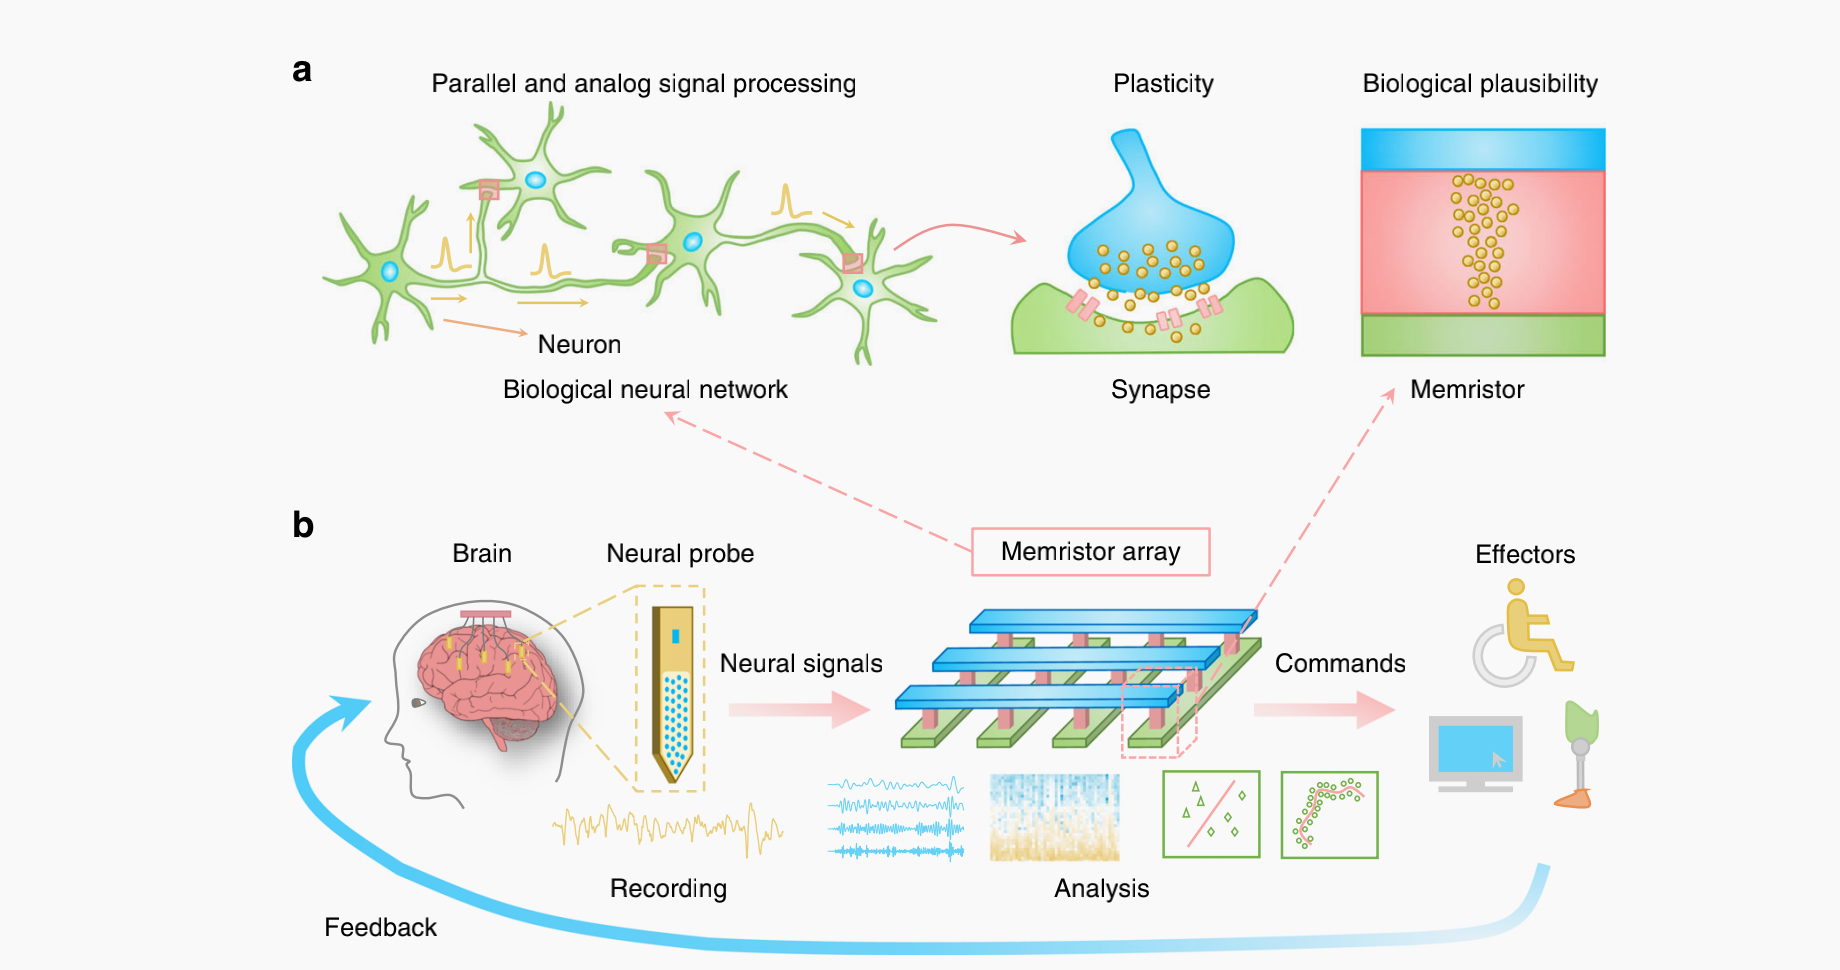 a
Parallel and analog signal processing
Plasticity
Biological plausibility
Neuron
Biological neural network
Synapse
Memristor
b
Brain
Neural probe
Memristor array
Effectors
Neural signals
Commands
Recording
Analysis
Feedback